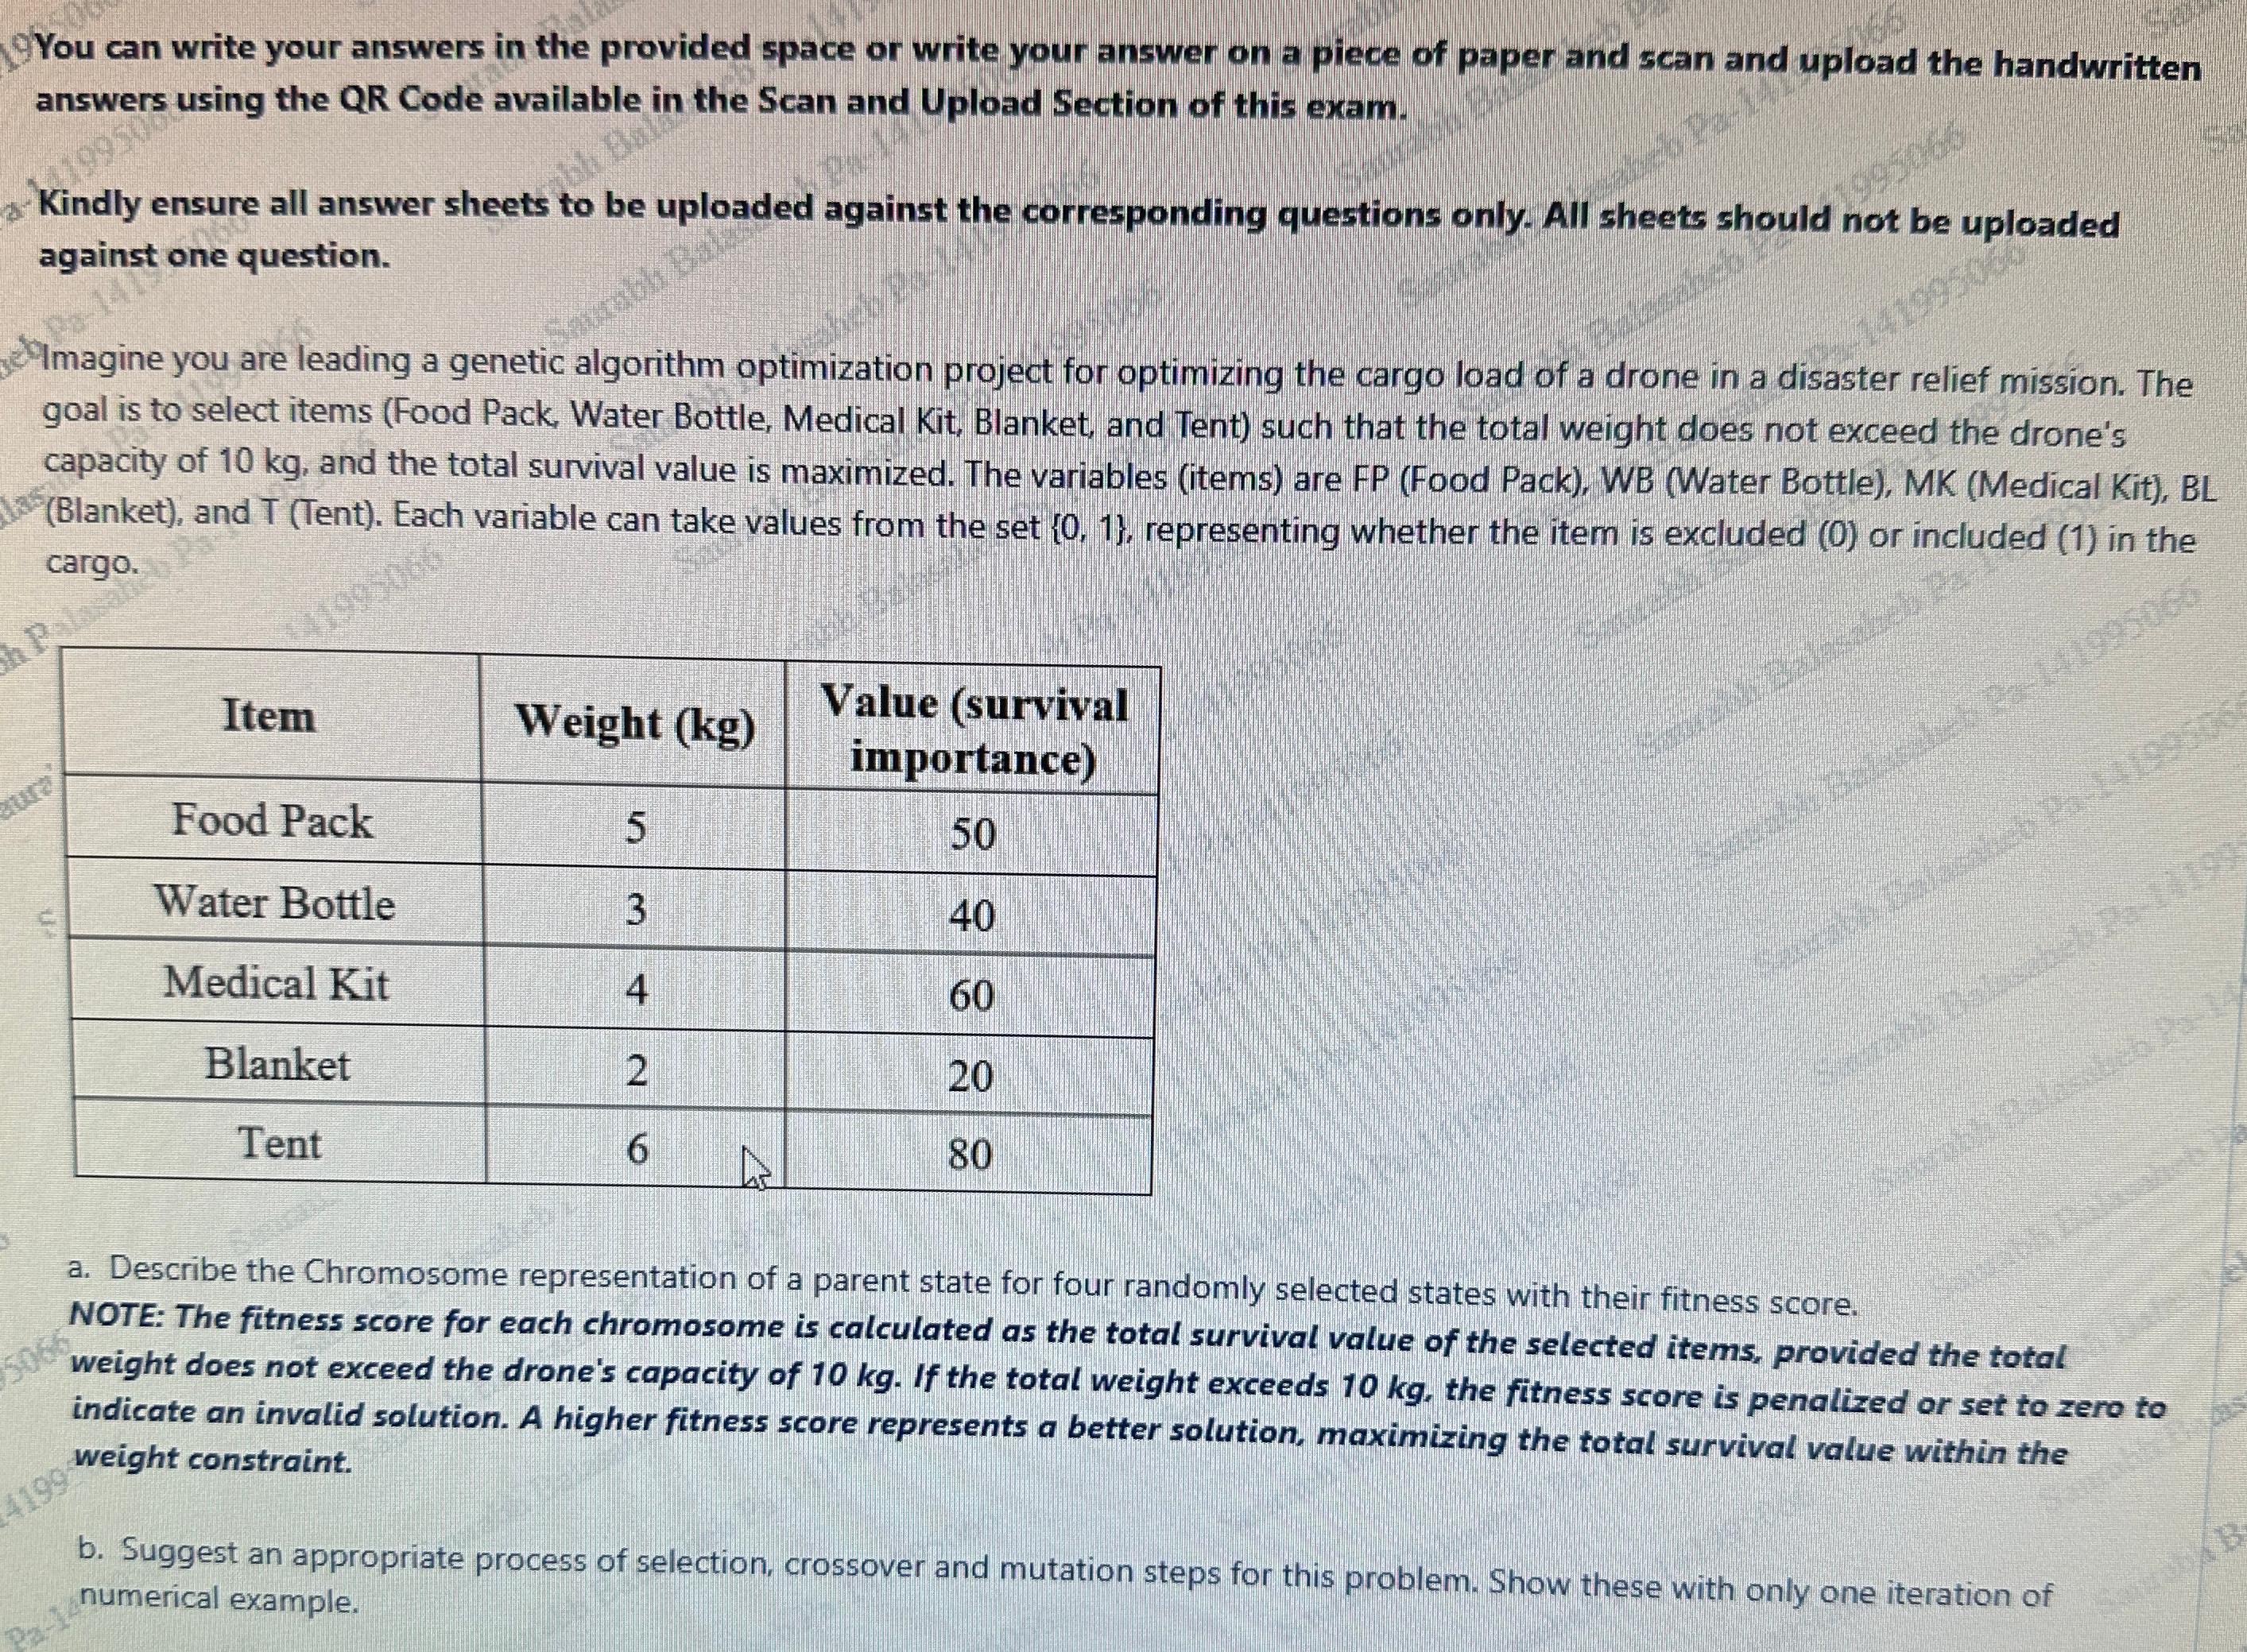 You can write your answers in the provided space or write your answer on a piece of paper and scan and upload the handwritten
answers using the QR Code available in the Scan and Upload Section of this exam.
Kindly ensure all answer sheets to be uploaded against the corresponding questions only. All sheets should not be uploaded
against one question.
Imagine you are leading a genetic algorithm optimization project for optimizing the cargo load of a drone in a disaster relief mission. The
goal is to select items (Food Pack, Water Bottle, Medical Kit, Blanket, and Tent) such that the total weight does not exceed the drone's
capacity of 10 kg, and the total survival value is maximized. The variables (items) are FP (Food Pack), WB (Water Bottle), MK (Medical Kit), BL
(Blanket), and T (Tent). Each variable can take values from the set {0, 1}, representing whether the item is excluded (0) or included (1) in the
cargo.
Item Weight (kg) Value (survival
importance)
Food Pack 5 50
Water Bottle 3 40
Medical Kit 4 60
Blanket 2 20
Tent 6 80
a. Describe the Chromosome representation of a parent state for four randomly selected states with their fitness score.
NOTE: The fitness score for each chromosome is calculated as the total survival value of the selected items, provided the total
weight does not exceed the drone's capacity of 10 kg. If the total weight exceeds 10 kg, the fitness score is penalized or set to zero to
indicate an invalid solution. A higher fitness score represents a better solution, maximizing the total survival value within the
weight constraint.
b. Suggest an appropriate process of selection, crossover and mutation steps for this problem. Show these with only one iteration of
numerical example.